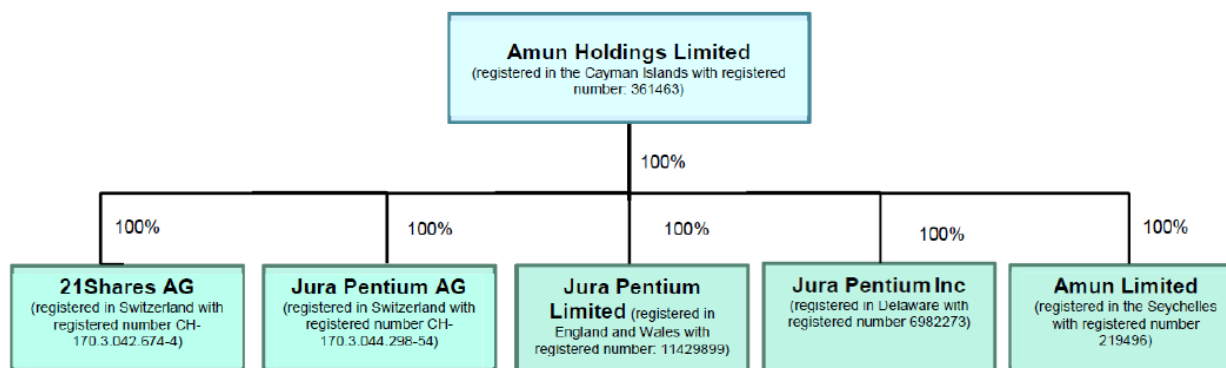 Amun Holdings Limited
(registered in the Cayman Islands with registered
number: 361463)
100%
100%
100%
100%
100%
100%
21Shares AG
(registered in Switzerland with
registered number CH-
170.3.042.674-4)
Jura Pentium AG
(registered in Switzerland with
registered number CH-
170.3.044.298-54)
Jura Pentium
Limited (registered in
England and Wales with
registered number: 11429899)
Jura Pentium Inc
(registered in Delaware with
registered number 6982273)
Amun Limited
(registered in the Seychelles
with registered number
219496)